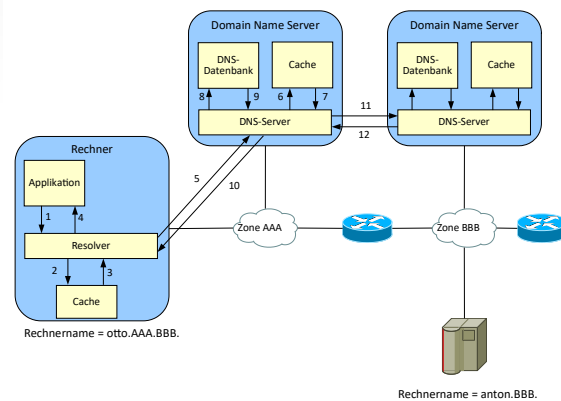 Domain Name Server
DNS-
Datenbank
Cache
8
9
6
7
DNS-Server
Domain Name Server
DNS-
Datenbank
Cache
DNS-Server
11
12
5
10
Rechner
Applikation
1
4
Resolver
2
3
Cache
Rechnername = otto.AAA.BBB.
Zone AAA
Zone BBB
Rechnername = anton.BBB.